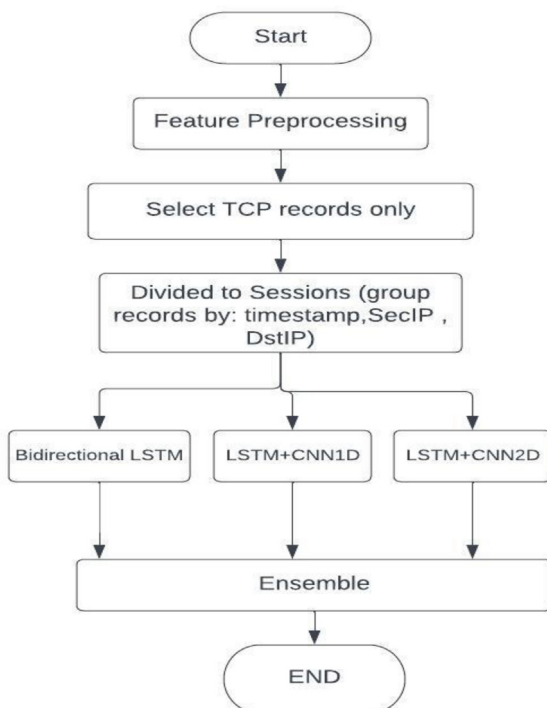 Start
Feature Preprocessing
Select TCP records only
Divided to Sessions (group
records by: timestamp,SecIP ,
DstIP)
Bidirectional LSTM
LSTM+CNN1D
LSTM+CNN2D
Ensemble
END